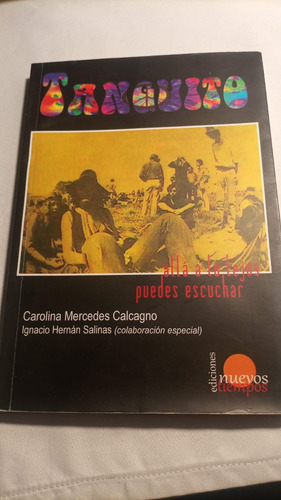 TANGUITO
allá a lo lejos
puedes escuchar
Carolina Mercedes Calcagno
Ignacio Hernán Salinas (colaboración especial)
ediciones
nuevos
tiempos